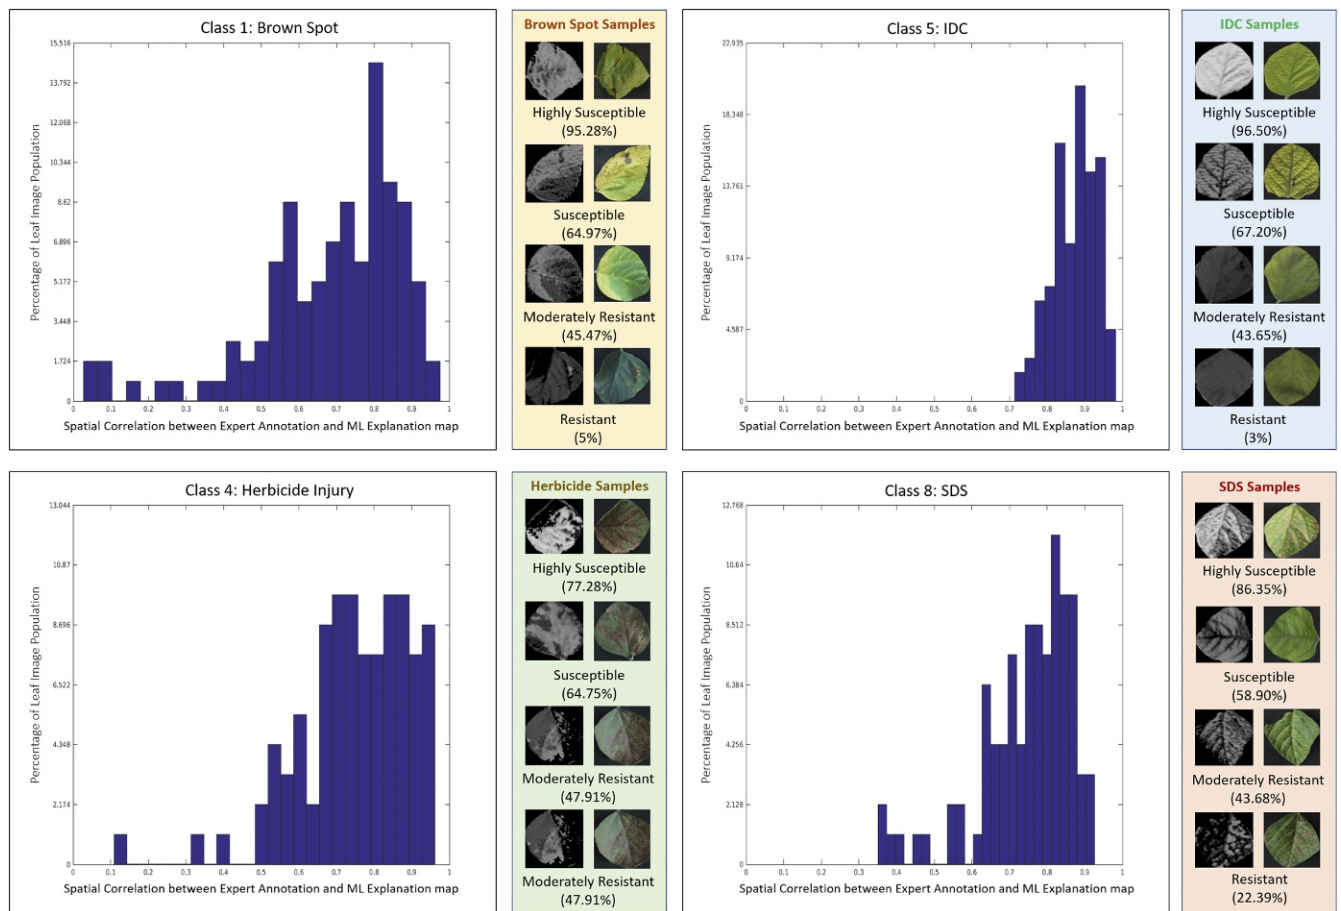 Class 1: Brown Spot
Percentage of Leaf Image Population
15.516
13.792
12.068
10.344
8.62
6.896
5.172
3.448
1.724
0
0 0.1 0.2 0.3 0.4 0.5 0.6 0.7 0.8 0.9 1
Spatial Correlation between Expert Annotation and ML Explanation map
Brown Spot Samples
Highly Susceptible
(95.28%)
Susceptible
(64.97%)
Moderately Resistant
(45.47%)
Resistant
(5%)
Class 5: IDC
Percentage of Leaf Image Population
22.935
18.348
13.761
9.174
4.587
0
0 0.1 0.2 0.3 0.4 0.5 0.6 0.7 0.8 0.9 1
Spatial Correlation between Expert Annotation and ML Explanation map
IDC Samples
Highly Susceptible
(96.50%)
Susceptible
(67.20%)
Moderately Resistant
(43.65%)
Resistant
(3%)
Class 4: Herbicide Injury
Percentage of Leaf Image Population
13.044
10.87
8.696
6.522
4.348
2.174
0
0 0.1 0.2 0.3 0.4 0.5 0.6 0.7 0.8 0.9 1
Spatial Correlation between Expert Annotation and ML Explanation map
Herbicide Samples
Highly Susceptible
(77.28%)
Susceptible
(64.75%)
Moderately Resistant
(47.91%)
Moderately Resistant
(47.91%)
Class 8: SDS
Percentage of Leaf Image Population
12.768
10.64
8.512
6.384
4.256
2.128
0
0 0.1 0.2 0.3 0.4 0.5 0.6 0.7 0.8 0.9 1
Spatial Correlation between Expert Annotation and ML Explanation map
SDS Samples
Highly Susceptible
(86.35%)
Susceptible
(58.90%)
Moderately Resistant
(43.68%)
Resistant
(22.39%)